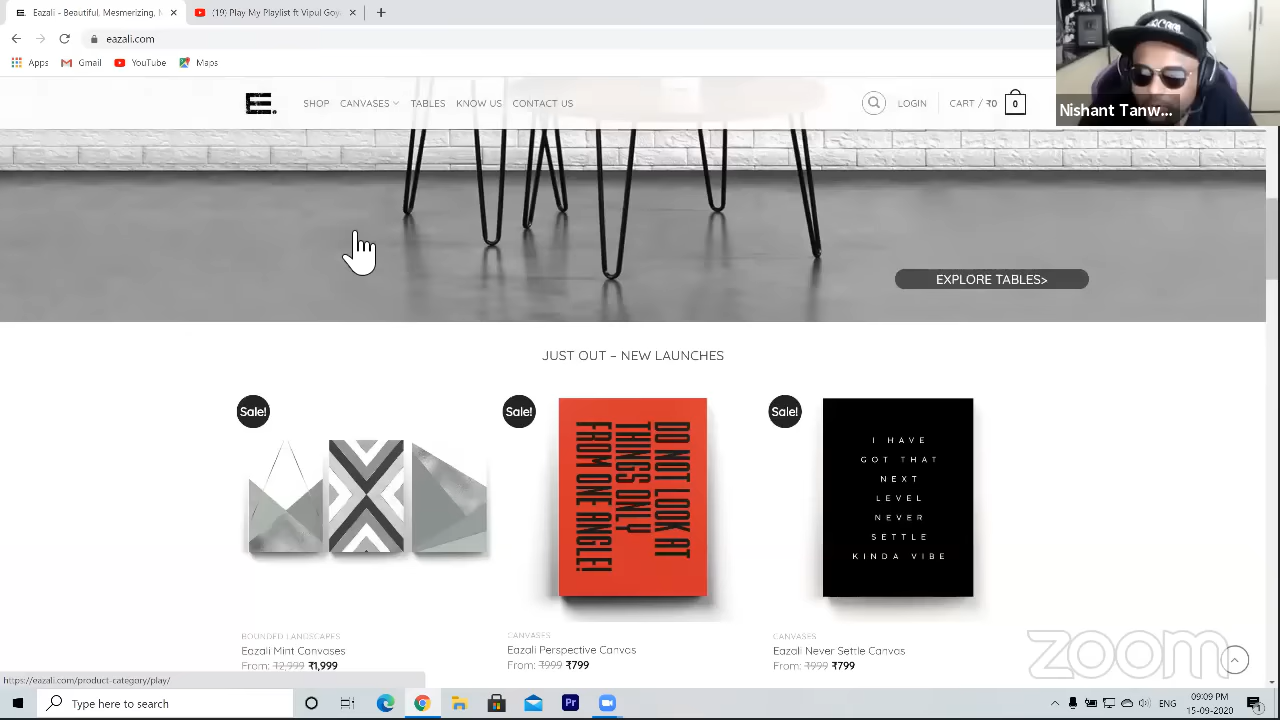 Eazali - Beautiful, Mesmerizing, M
(19) Play My Playlist ft Vipul Goy
eazali.com
Apps
Gmail
YouTube
Maps
SHOP
CANVASES
TABLES
KNOW US
CONTACT US
LOGIN
CART / ₹0
0
Nishant Tanw...
EXPLORE TABLES>
JUST OUT – NEW LAUNCHES
Sale!
Sale!
Sale!
DO NOT LOOK AT
THINGS ONLY
FROM ONE ANGLE!
I HAVE
GOT THAT
NEXT
LEVEL
NEVER
SETTLE
KINDA VIBE
BOUNDED LANDSCAPES
Eazali Mint Canvases
From: ₹2,999 ₹1,999
CANVASES
Eazali Perspective Canvas
From: ₹999 ₹799
CANVASES
Eazali Never Settle Canvas
From: ₹999 ₹799
zoom
https://eazali.com/product-category/play/
Type here to search
Pr
09:09 PM
15-09-2020